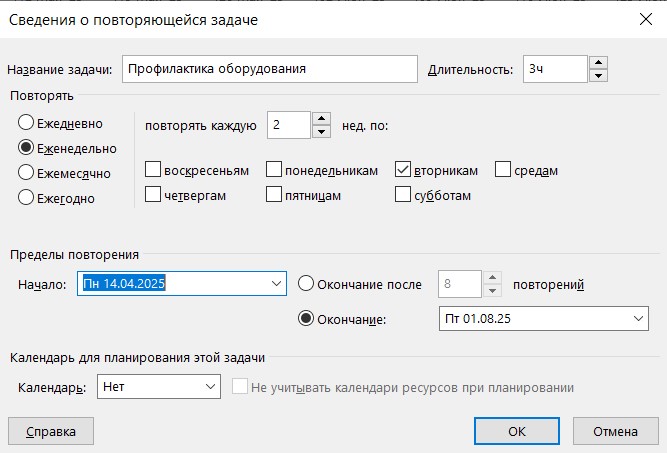 Сведения о повторяющейся задаче
Название задачи: Профилактика оборудования Длительность: 3ч
Повторять
Ежедневно
повторять каждую 2 нед. по:
Еженедельно
воскресеньям понедельникам вторникам средам
Ежемесячно
четвергам пятницам субботам
Ежегодно
Пределы повторения
Начало: Пн 14.04.2025 Окончание после 8 повторений
Окончание: Пт 01.08.25
Календарь для планирования этой задачи
Календарь: Нет Не учитывать календари ресурсов при планировании
Справка ОК Отмена